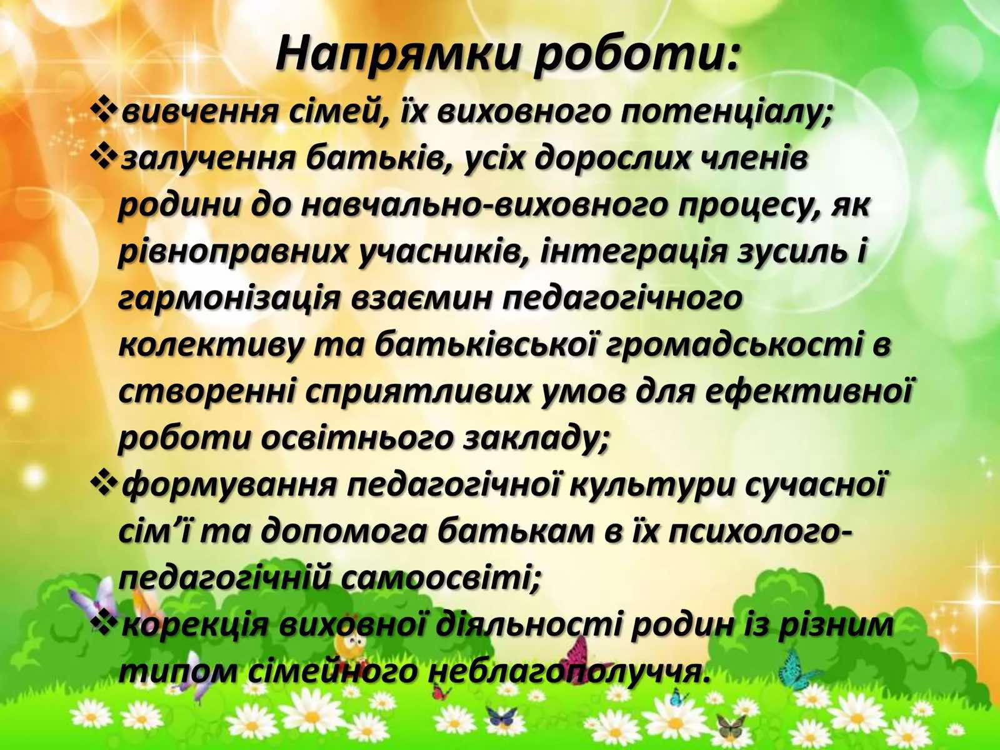 Напрямки роботи:
❖вивчення сімей, їх виховного потенціалу;
❖залучення батьків, усіх дорослих членів
родини до навчально-виховного процесу, як
рівноправних учасників, інтеграція зусиль і
гармонізація взаємин педагогічного
колективу та батьківської громадськості в
створенні сприятливих умов для ефективної
роботи освітнього закладу;
❖формування педагогічної культури сучасної
сім’ї та допомога батькам в їх психолого-
педагогічній самоосвіті;
❖корекція виховної діяльності родин із різним
типом сімейного неблагополуччя.